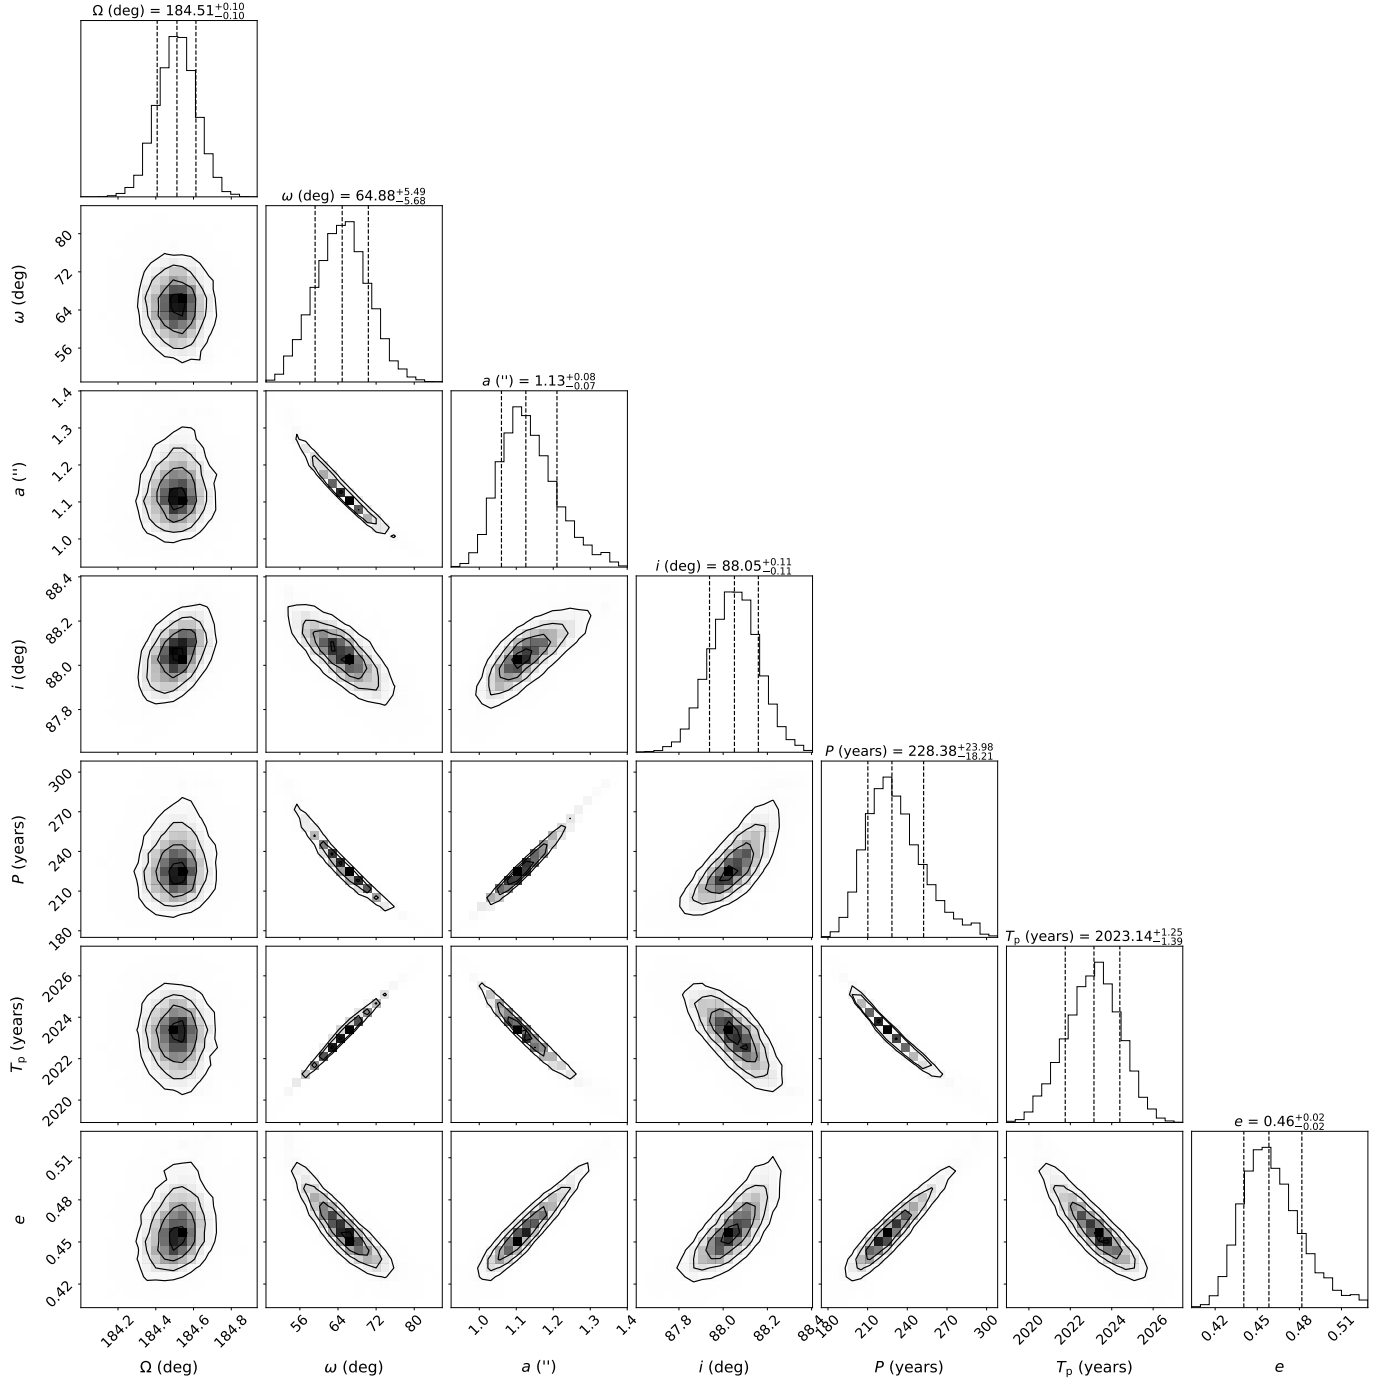 Ω (deg) = 184.51+0.10−0.10
ω (deg) = 64.88+5.49−5.68
80
72
64
56
ω (deg)
a ('') = 1.13+0.08−0.07
1.4
1.3
1.2
1.1
1.0
a ('')
i (deg) = 88.05+0.11−0.11
88.4
88.2
88.0
87.8
i (deg)
P (years) = 228.38+23.98−18.21
300
270
240
210
180
P (years)
Tp (years) = 2023.14+1.25−1.39
2026
2024
2022
2020
Tp (years)
e = 0.46+0.02−0.02
0.51
0.48
0.45
0.42
e
184.2 184.4 184.6 184.8 56 64 72 80 1.0 1.1 1.2 1.3 1.4 87.8 88.0 88.2 88.4 180 210 240 270 300 2020 2022 2024 2026 0.42 0.45 0.48 0.51
Ω (deg) ω (deg) a ('') i (deg) P (years) Tp (years) e